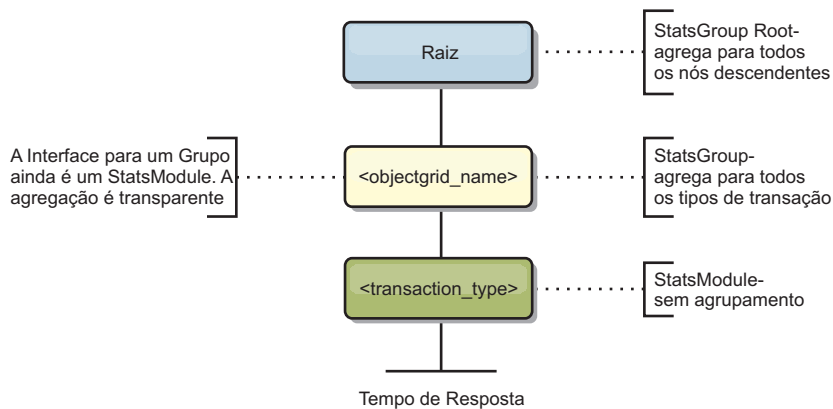 Raiz
StatsGroup Root-
agrega para todos
os nós descendentes
A Interface para um Grupo
ainda é um StatsModule. A
agregação é transparente
<objectgrid_name>
StatsGroup-
agrega para todos
os tipos de transação
<transaction_type>
StatsModule-
sem agrupamento
Tempo de Resposta